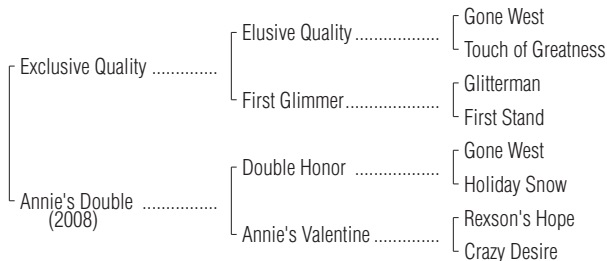 Gone West
Elusive Quality ..................
Touch of Greatness
Exclusive Quality ..............
Glitterman
First Glimmer....................
First Stand
Gone West
Double Honor ..................
Holiday Snow
Annie's Double ................
(2008)
Rexson's Hope
Annie's Valentine ..............
Crazy Desire